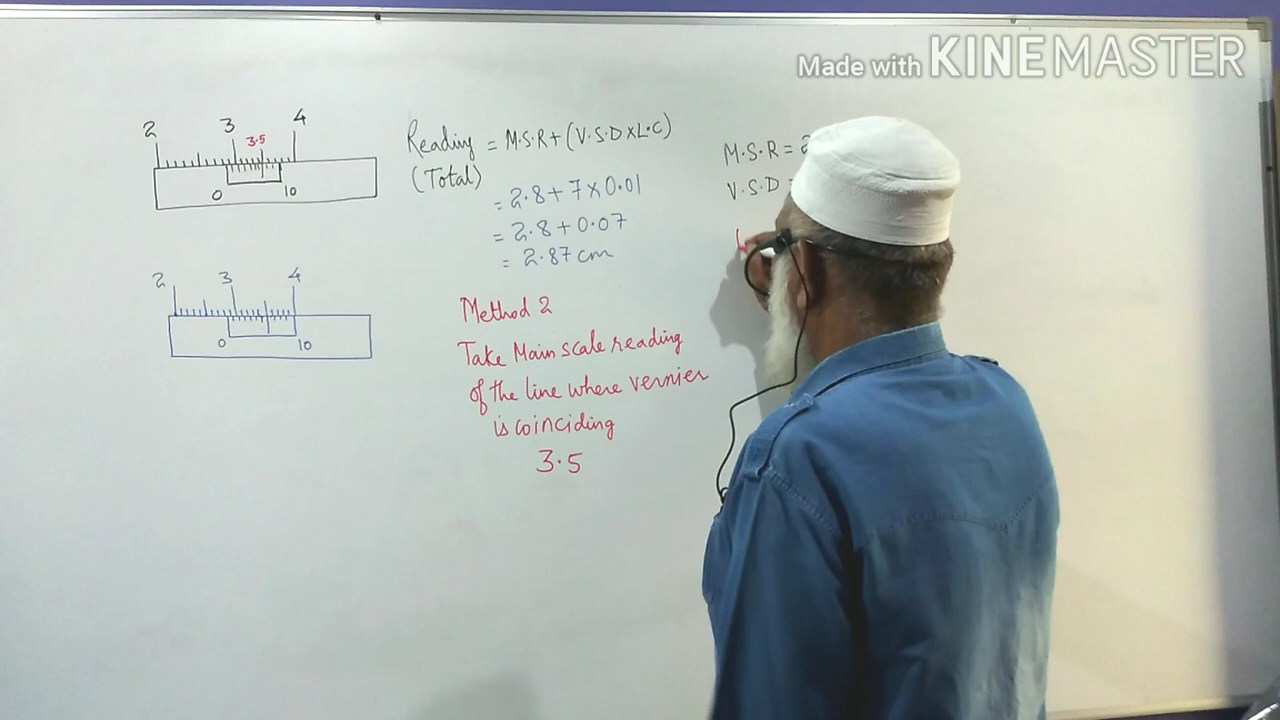 Made with KINEMASTER
2 3 4
3.5
0 10
Reading = M.S.R + (V.S.D x L.C)
(Total)
= 2.8 + 7 x 0.01
= 2.8 + 0.07
= 2.87 cm
M.S.R = 2
V.S.D =
2 3 4
0 10
Method 2
Take Main scale reading
of the line where vernier
is coinciding
3.5